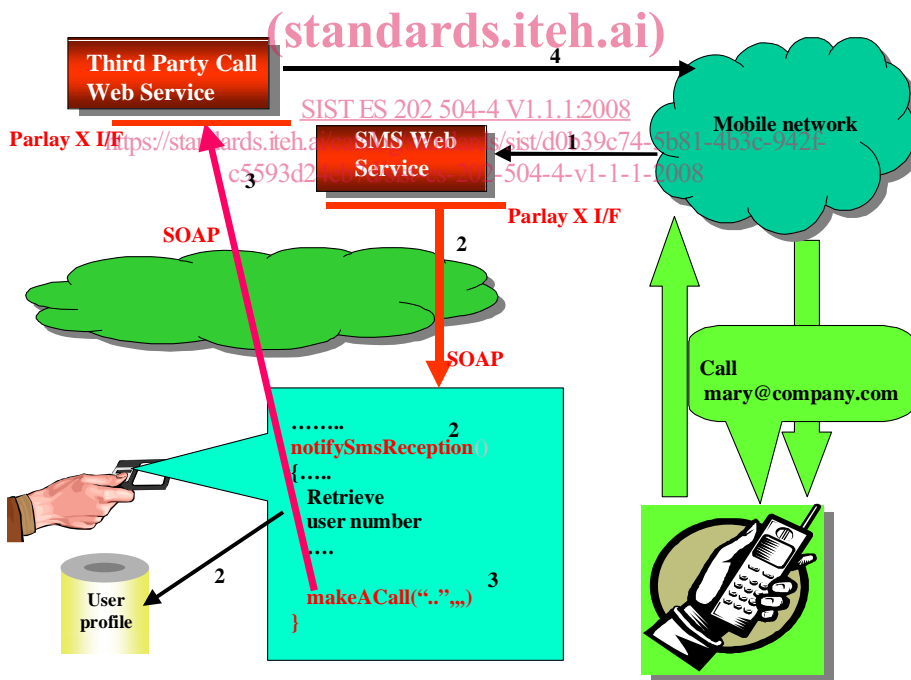 (standards.iteh.ai)
4
Third Party Call
Web Service
SIST ES 202 504-4 V1.1.1:2008
Parlay X I/F
SMS Web
Service
1
Mobile network
3
Parlay X I/F
SOAP
2
SOAP
Call
mary@company.com
……..
2
notifySmsReception()
{…..
Retrieve
user number
….
2
3
makeACall(“..”,,,)
}
User
profile